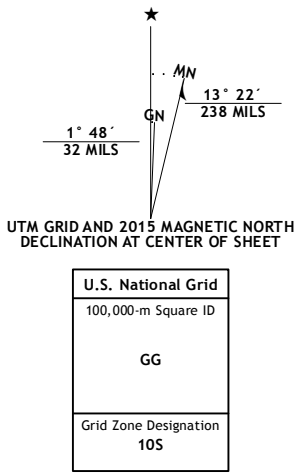 ★
MN
13° 22´
238 MILS
GN
1° 48´
32 MILS
UTM GRID AND 2015 MAGNETIC NORTH
DECLINATION AT CENTER OF SHEET
U.S. National Grid
100,000-m Square ID
GG
Grid Zone Designation
10S